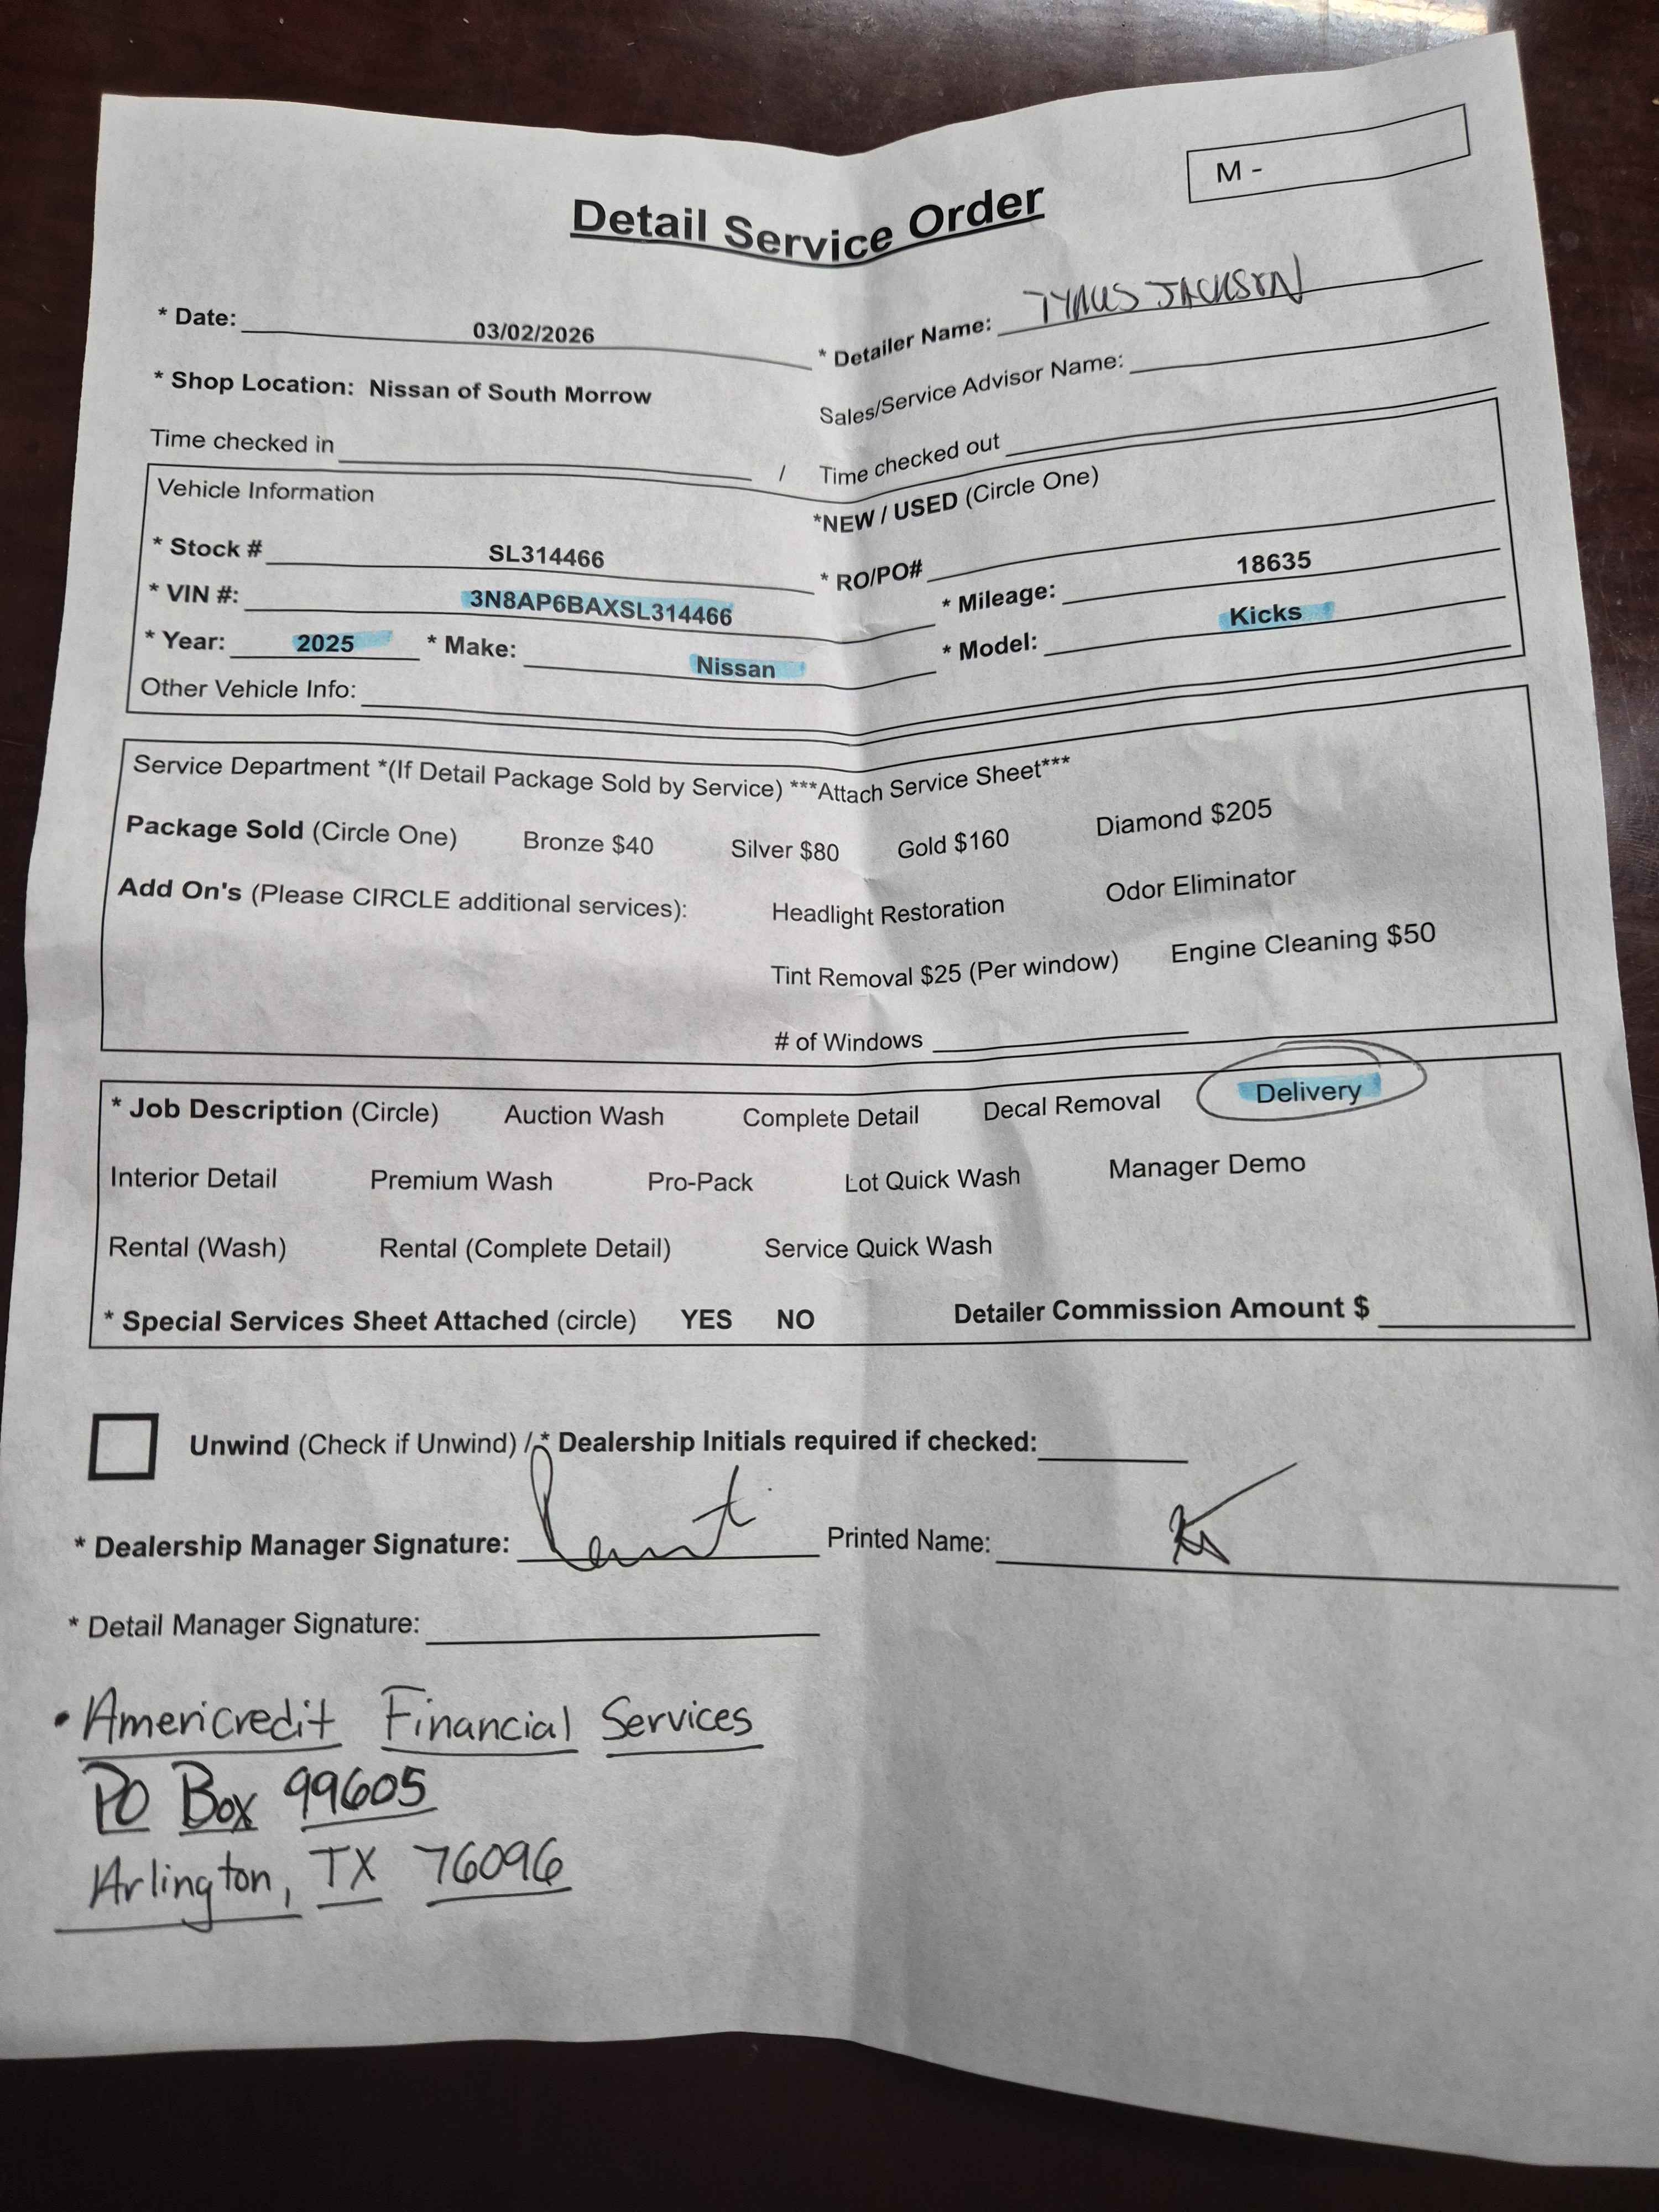 M -
Detail Service Order
* Date: 03/02/2026
* Detailer Name: TYRUS JACKSON
* Shop Location: Nissan of South Morrow
Sales/Service Advisor Name:
Time checked in / Time checked out
Vehicle Information
*NEW / USED (Circle One)
* Stock # SL314466
* RO/PO#
* VIN #: 3N8AP6BAXSL314466
* Mileage: 18635
* Year: 2025 * Make: Nissan * Model: Kicks
Other Vehicle Info:
Service Department *(If Detail Package Sold by Service) ***Attach Service Sheet***
Package Sold (Circle One) Bronze $40 Silver $80 Gold $160 Diamond $205
Add On's (Please CIRCLE additional services): Headlight Restoration Odor Eliminator
Tint Removal $25 (Per window) Engine Cleaning $50
# of Windows
* Job Description (Circle) Auction Wash Complete Detail Decal Removal Delivery
Interior Detail Premium Wash Pro-Pack Lot Quick Wash Manager Demo
Rental (Wash) Rental (Complete Detail) Service Quick Wash
* Special Services Sheet Attached (circle) YES NO Detailer Commission Amount $
Unwind (Check if Unwind) / * Dealership Initials required if checked:
* Dealership Manager Signature: Printed Name:
* Detail Manager Signature:
• Americredit Financial Services
PO Box 99605
Arlington, TX 76096